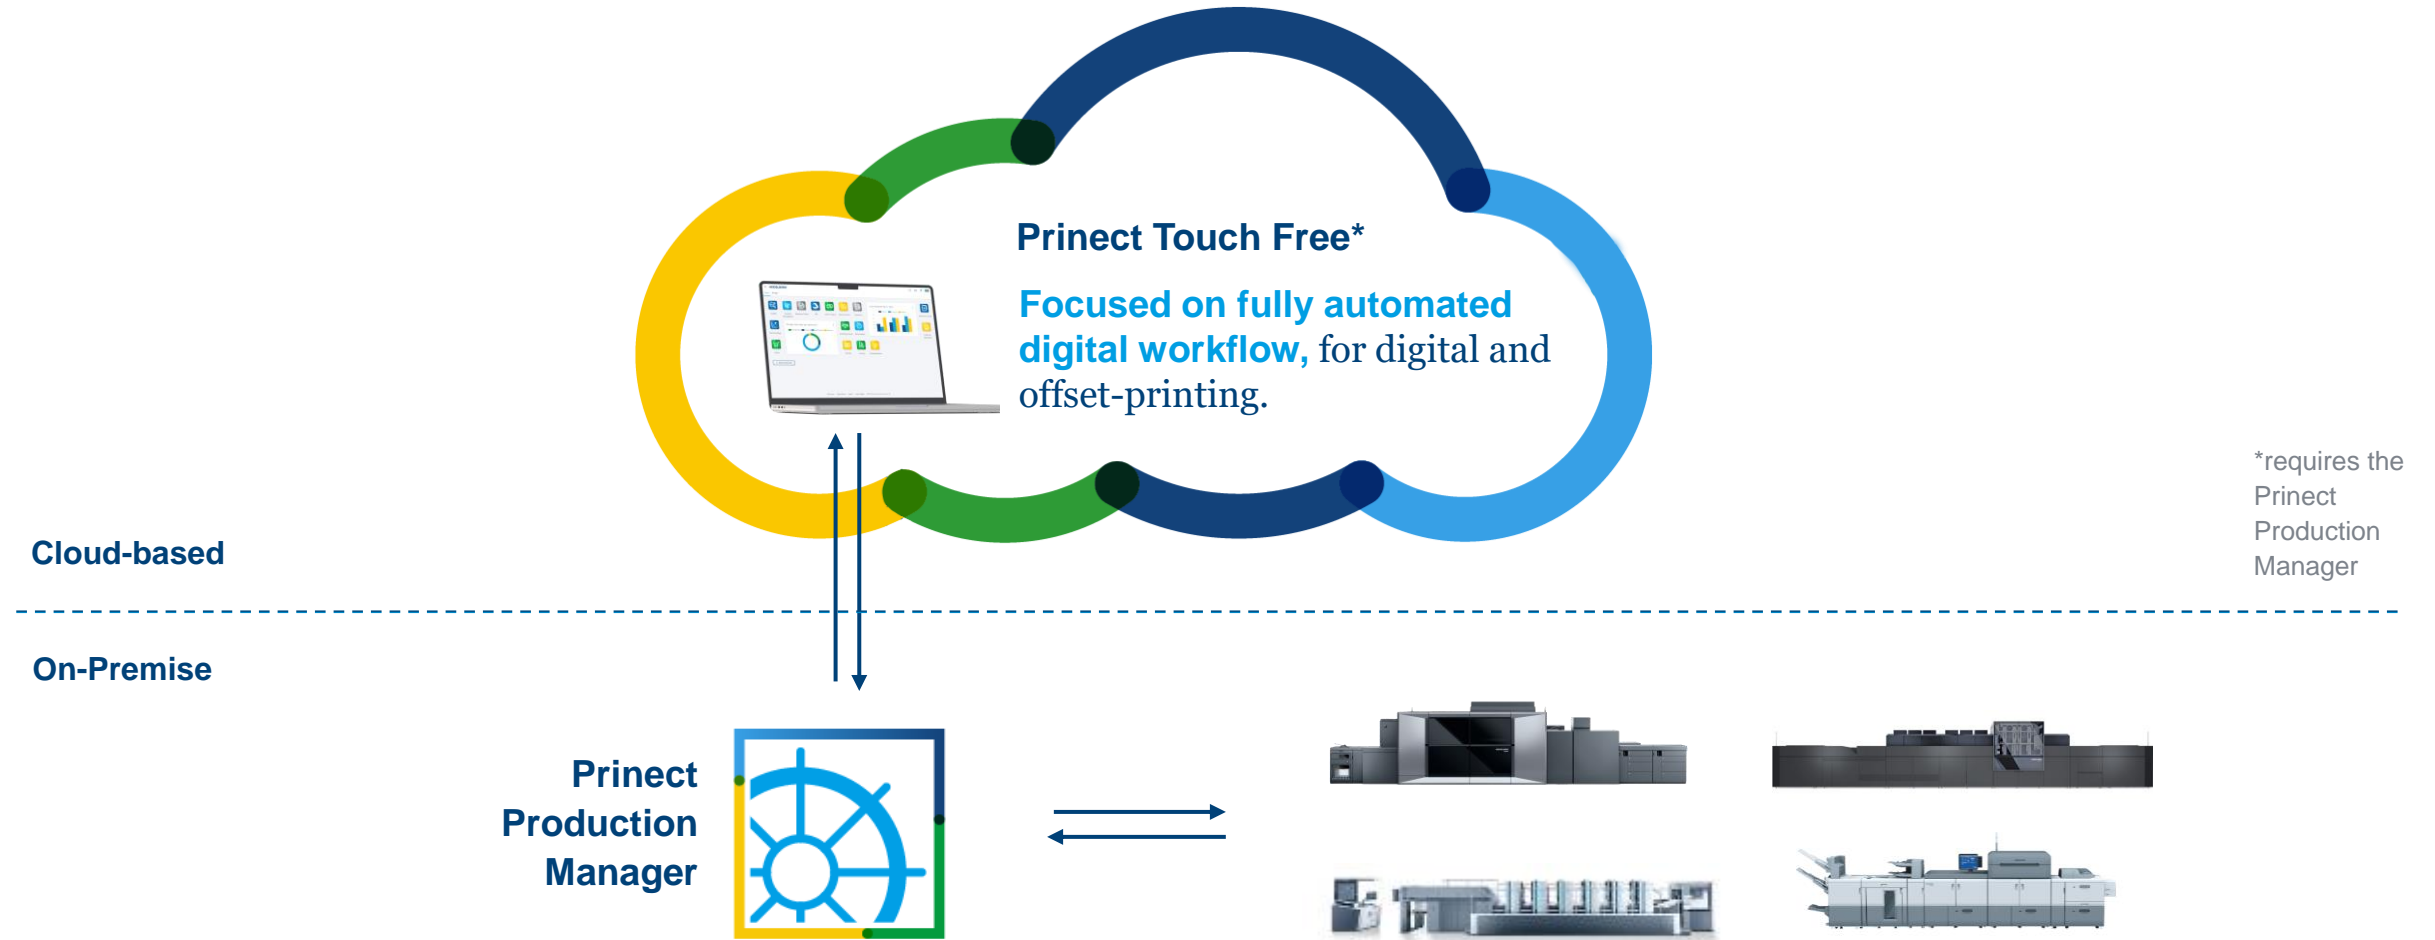 Prinect Touch Free*
Focused on fully automated
digital workflow, for digital and
offset-printing.
*requires the
Prinect
Production
Manager
Cloud-based
On-Premise
Prinect
Production
Manager